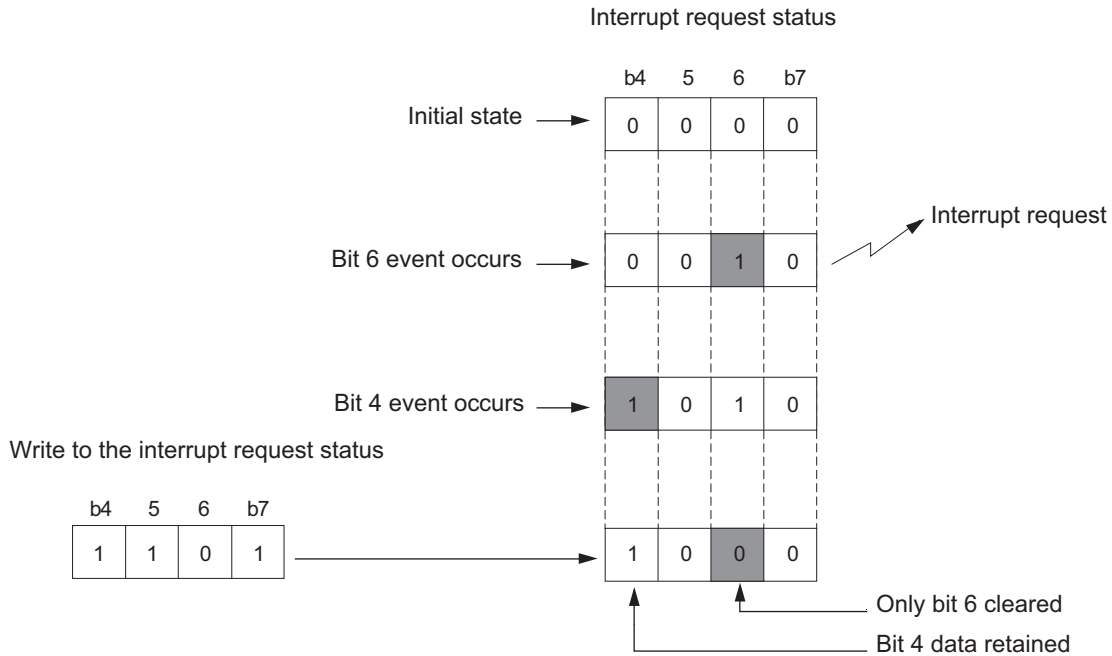 Interrupt request status
b4 5 6 b7
Initial state 0 0 0 0
Interrupt request
Bit 6 event occurs 0 0 1 0
Bit 4 event occurs 1 0 1 0
Write to the interrupt request status
b4 5 6 b7
1 1 0 1 1 0 0 0
Only bit 6 cleared
Bit 4 data retained